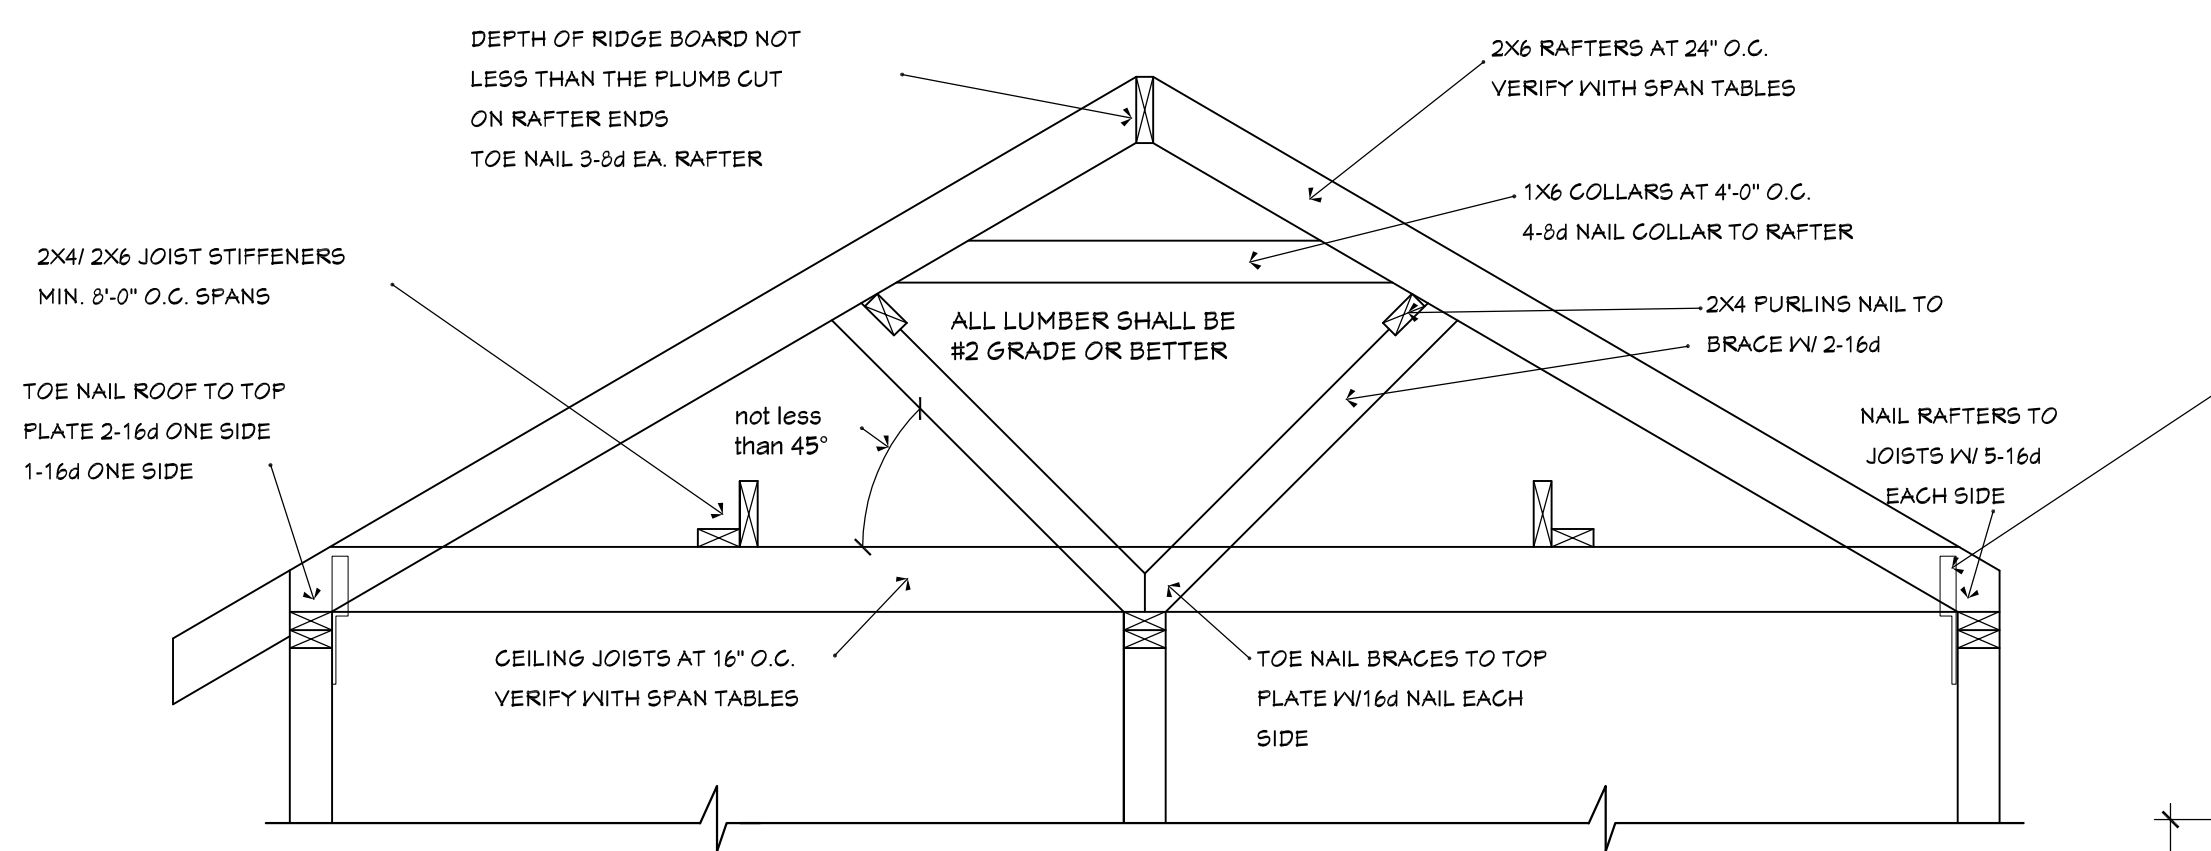 DEPTH OF RIDGE BOARD NOT
LESS THAN THE PLUMB CUT
ON RAFTER ENDS
TOE NAIL 3-8d EA. RAFTER
2X6 RAFTERS AT 24" O.C.
VERIFY WITH SPAN TABLES
1X6 COLLARS AT 4'-0" O.C.
4-8d NAIL COLLAR TO RAFTER
2X4/ 2X6 JOIST STIFFENERS
MIN. 8'-0" O.C. SPANS
ALL LUMBER SHALL BE
#2 GRADE OR BETTER
2X4 PURLINS NAIL TO
BRACE W/ 2-16d
TOE NAIL ROOF TO TOP
PLATE 2-16d ONE SIDE
1-16d ONE SIDE
not less
than 45°
NAIL RAFTERS TO
JOISTS W/ 5-16d
EACH SIDE
CEILING JOISTS AT 16" O.C.
VERIFY WITH SPAN TABLES
TOE NAIL BRACES TO TOP
PLATE W/16d NAIL EACH
SIDE